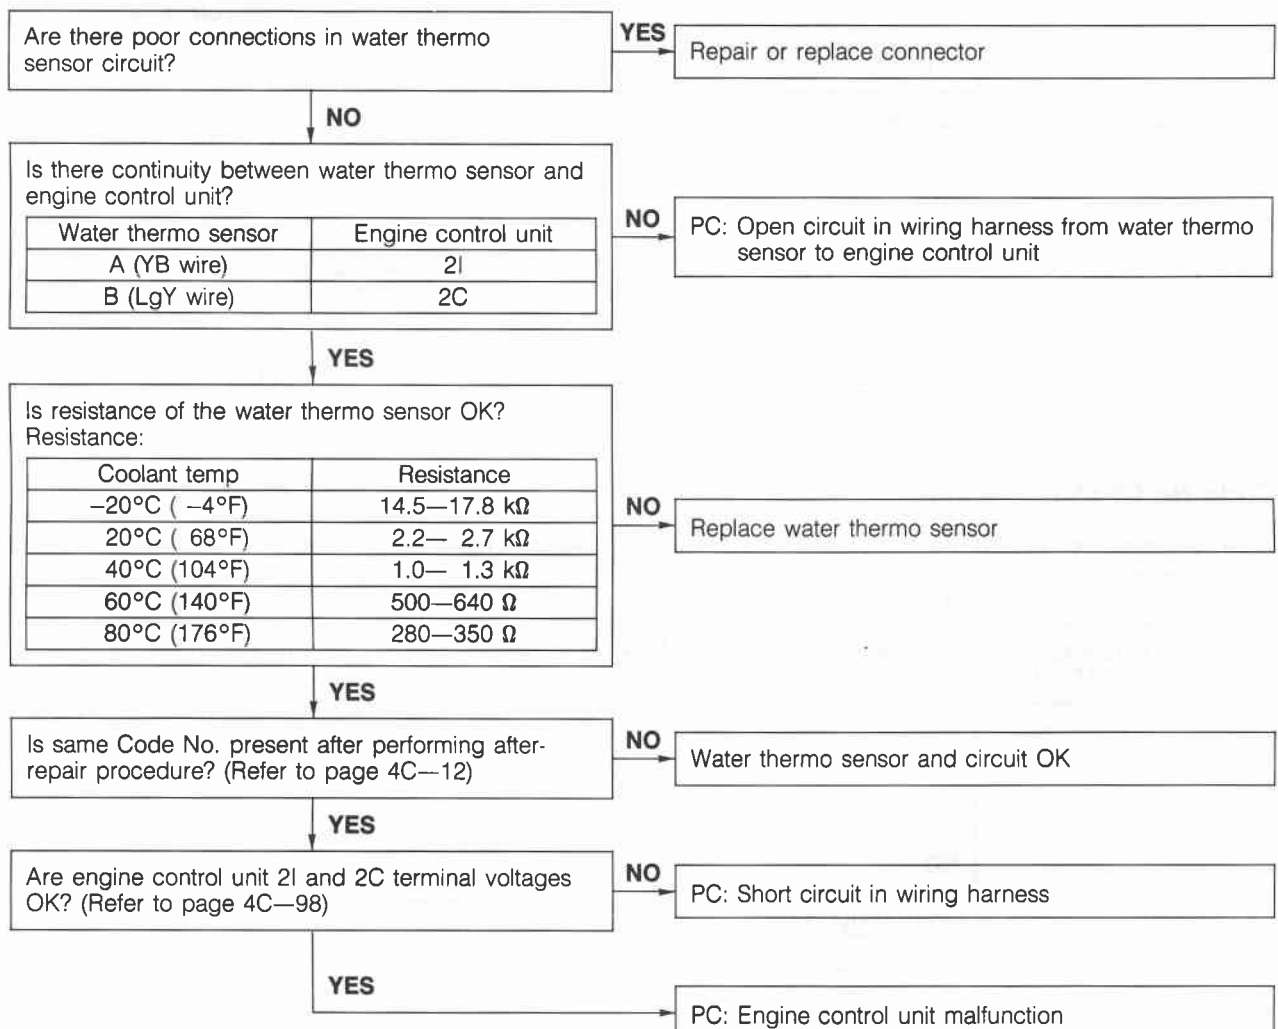 Are there poor connections in water thermo
sensor circuit?
YES
Repair or replace connector
NO
Is there continuity between water thermo sensor and
engine control unit?
Water thermo sensor Engine control unit
A (YB wire) 2I
B (LgY wire) 2C
NO
PC: Open circuit in wiring harness from water thermo
sensor to engine control unit
YES
Is resistance of the water thermo sensor OK?
Resistance:
Coolant temp Resistance
−20°C ( −4°F) 14.5—17.8 kΩ
20°C ( 68°F) 2.2— 2.7 kΩ
40°C (104°F) 1.0— 1.3 kΩ
60°C (140°F) 500—640 Ω
80°C (176°F) 280—350 Ω
NO
Replace water thermo sensor
YES
Is same Code No. present after performing after-
repair procedure? (Refer to page 4C—12)
NO
Water thermo sensor and circuit OK
YES
Are engine control unit 2I and 2C terminal voltages
OK? (Refer to page 4C—98)
NO
PC: Short circuit in wiring harness
YES
PC: Engine control unit malfunction